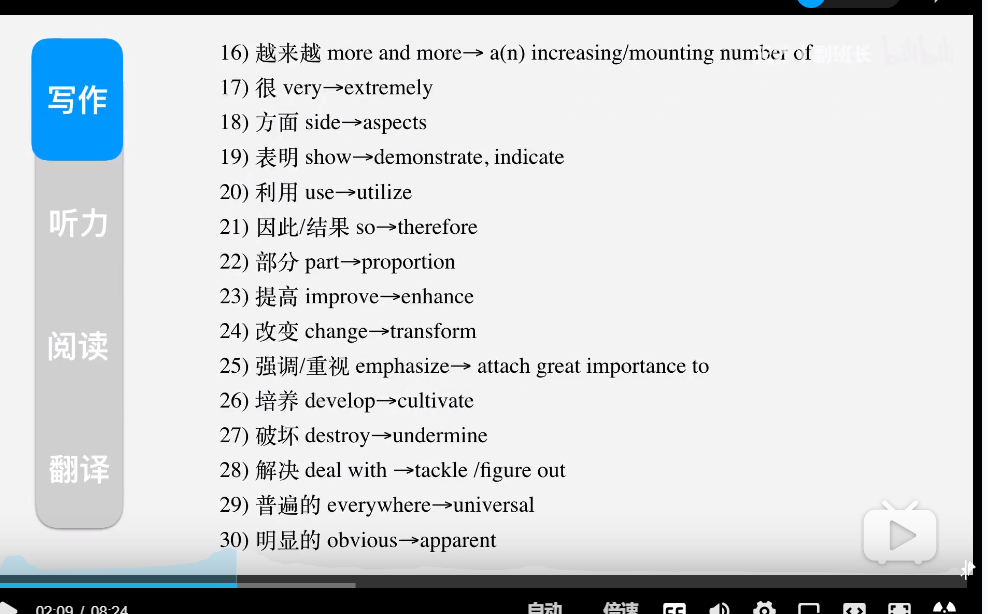 16) 越来越 more and more→ a(n) increasing/mounting number of
17) 很 very→extremely
18) 方面 side→aspects
19) 表明 show→demonstrate, indicate
20) 利用 use→utilize
21) 因此/结果 so→therefore
22) 部分 part→proportion
23) 提高 improve→enhance
24) 改变 change→transform
25) 强调/重视 emphasize→ attach great importance to
26) 培养 develop→cultivate
27) 破坏 destroy→undermine
28) 解决 deal with →tackle /figure out
29) 普遍的 everywhere→universal
30) 明显的 obvious→apparent
写作
听力
阅读
翻译
bilibili
02:09 / 08:24
自动
倍速